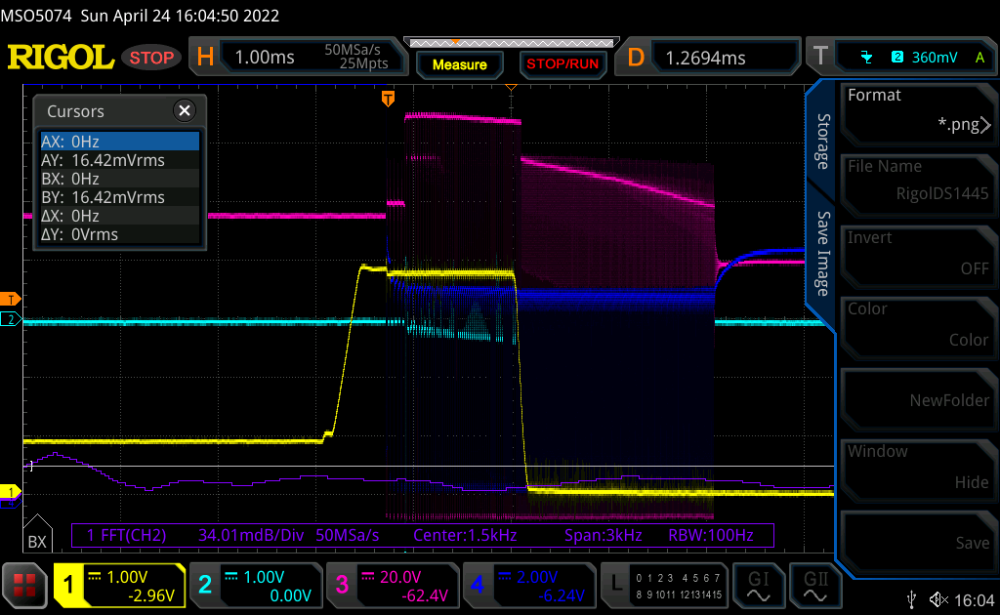 MSO5074 Sun April 24 16:04:50 2022
RIGOL STOP H 1.00ms 50MSa/s 25Mpts Measure STOP/RUN D 1.2694ms T 2 360mV A
T
Cursors
AX: 0Hz
AY: 16.42mVrms
BX: 0Hz
BY: 16.42mVrms
ΔX: 0Hz
ΔY: 0Vrms
T
2
1
BX
1 FFT(CH2) 34.01mdB/Div 50MSa/s Center:1.5kHz Span:3kHz RBW:100Hz
Storage
Save Image
Format
*.png
File Name
RigolDS1445
Invert
OFF
Color
Color
NewFolder
Window
Hide
Save
1 1.00V -2.96V
2 1.00V 0.00V
3 20.0V -62.4V
4 2.00V -6.24V
L 0 1 2 3 4 5 6 7
8 9 10 11 12 13 14 15
GI
GII
16:04